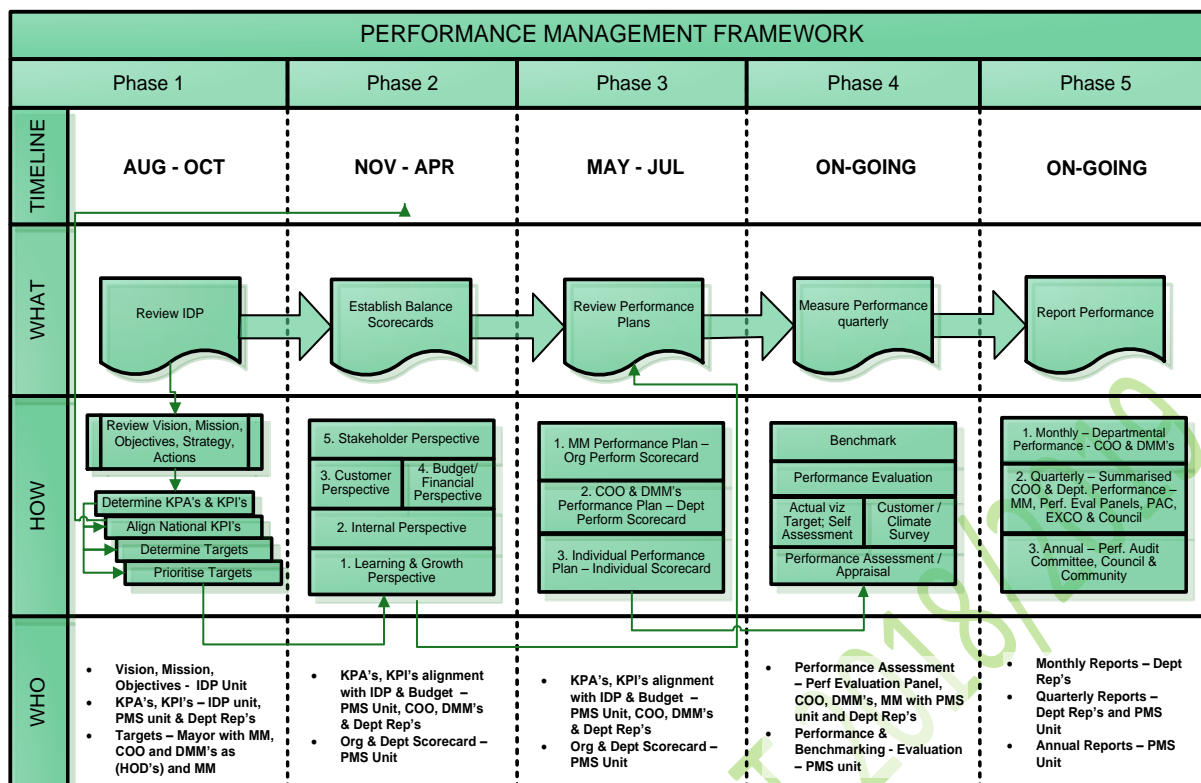 PERFORMANCE MANAGEMENT FRAMEWORK
Phase 1
Phase 2
Phase 3
Phase 4
Phase 5
TIMELINE
AUG - OCT
NOV - APR
MAY - JUL
ON-GOING
ON-GOING
WHAT
Review IDP
Establish Balance
Scorecards
Review Performance
Plans
Measure Performance
quarterly
Report Performance
HOW
Review Vision, Mission,
Objectives, Strategy,
Actions
Determine KPA's & KPI's
Align National KPI's
Determine Targets
Prioritise Targets
5. Stakeholder Perspective
3. Customer
Perspective
4. Budget/
Financial
Perspective
2. Internal Perspective
1. Learning & Growth
Perspective
1. MM Performance Plan –
Org Perform Scorecard
2. COO & DMM's
Performance Plan – Dept
Perform Scorecard
3. Individual Performance
Plan – Individual Scorecard
Benchmark
Performance Evaluation
Actual viz
Target; Self
Assessment
Customer /
Climate
Survey
Performance Assessment /
Appraisal
1. Monthly – Departmental
Performance - COO & DMM's
2. Quarterly – Summarised
COO & Dept. Performance –
MM, Perf. Eval Panels, PAC,
EXCO & Council
3. Annual – Perf. Audit
Committee, Council &
Community
WHO
• Vision, Mission,
Objectives - IDP Unit
• KPA's, KPI's – IDP unit,
PMS unit & Dept Rep's
• Targets – Mayor with MM,
COO and DMM's as
(HOD's) and MM
• KPA's, KPI's alignment
with IDP & Budget –
PMS Unit, COO, DMM's
& Dept Rep's
• Org & Dept Scorecard –
PMS Unit
• KPA's, KPI's alignment
with IDP & Budget –
PMS Unit, COO, DMM's
& Dept Rep's
• Org & Dept Scorecard –
PMS Unit
• Performance Assessment
– Perf Evaluation Panel,
COO, DMM's, MM with PMS
unit and Dept Rep's
• Performance &
Benchmarking - Evaluation
– PMS unit
• Monthly Reports – Dept
Rep's
• Quarterly Reports –
Dept Rep's and PMS
Unit
• Annual Reports – PMS
Unit
2018/2019